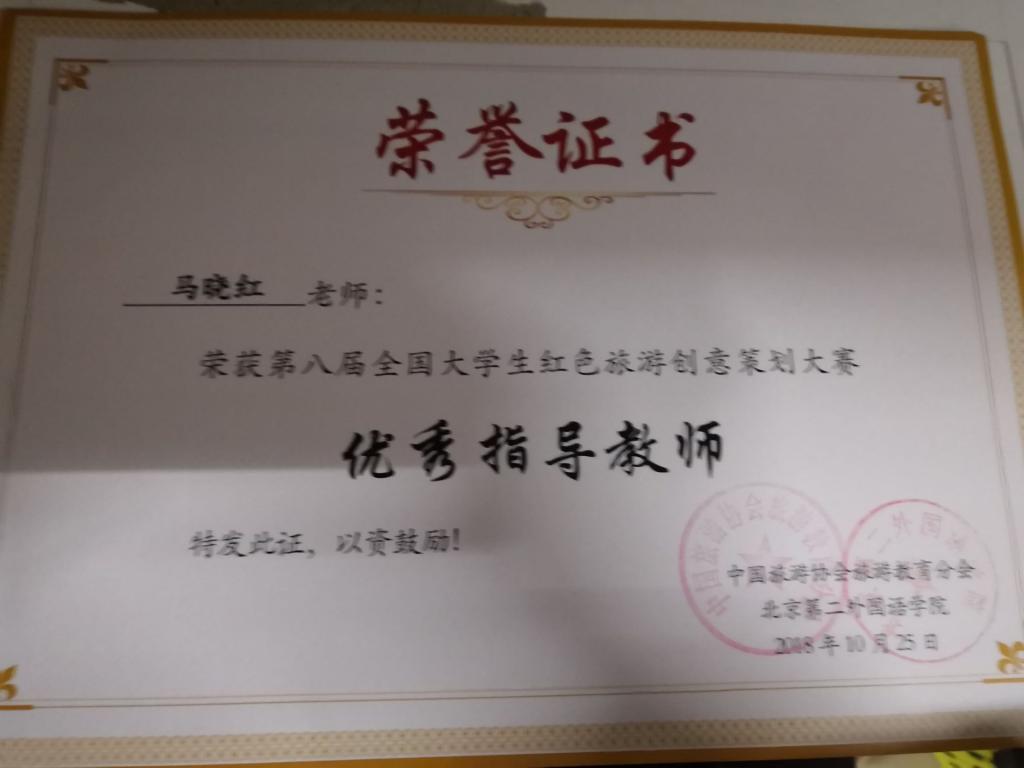 荣誉证书
马晓红 老师：
荣获第八届全国大学生红色旅游创意策划大赛
优秀指导教师
特发此证，以资鼓励！
中国旅游协会旅游教育分会
北京第二外国语学院
2018年10月25日